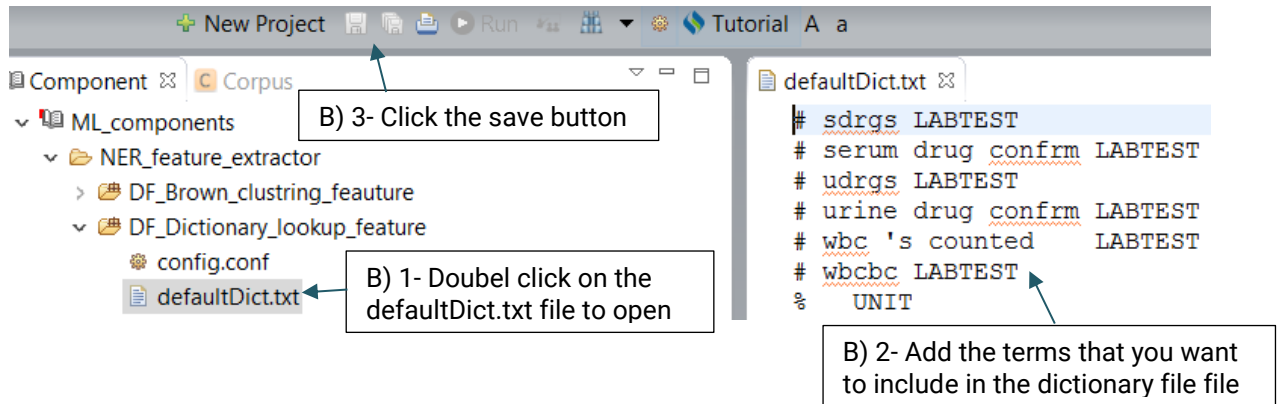 New Project Run Tutorial A a
Component Corpus
B) 3- Click the save button
ML_components
NER_feature_extractor
DF_Brown_clustring_feauture
DF_Dictionary_lookup_feature
config.conf
defaultDict.txt
B) 1- Doubel click on the
defaultDict.txt file to open
defaultDict.txt
# sdrgs LABTEST
# serum drug confrm LABTEST
# udrgs LABTEST
# urine drug confrm LABTEST
# wbc 's counted LABTEST
# wbcbc LABTEST
% UNIT
B) 2- Add the terms that you want
to include in the dictionary file file